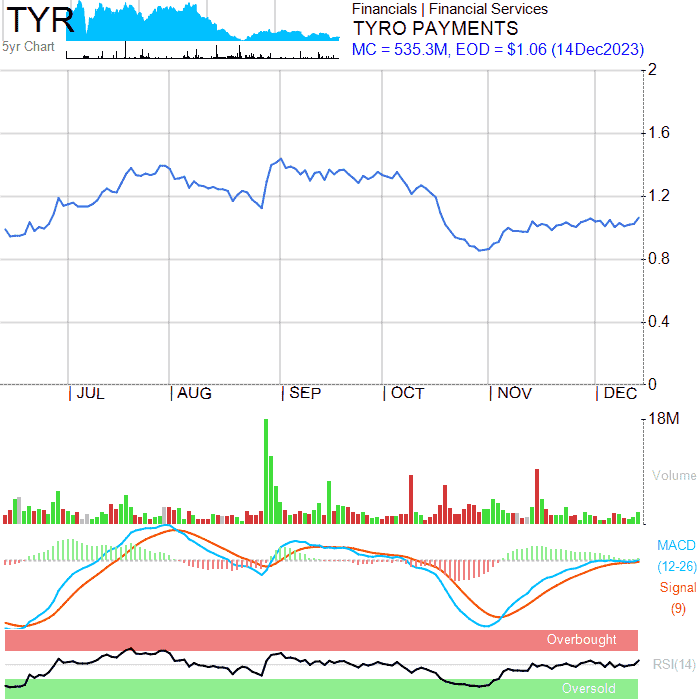 TYR
5yr Chart
Financials | Financial Services
TYRO PAYMENTS
MC = 535.3M, EOD = $1.06 (14Dec2023)
2
1.6
1.2
0.8
0.4
0
JUL
AUG
SEP
OCT
NOV
DEC
18M
Volume
MACD
(12-26)
Signal
(9)
Overbought
RSI(14)
Oversold